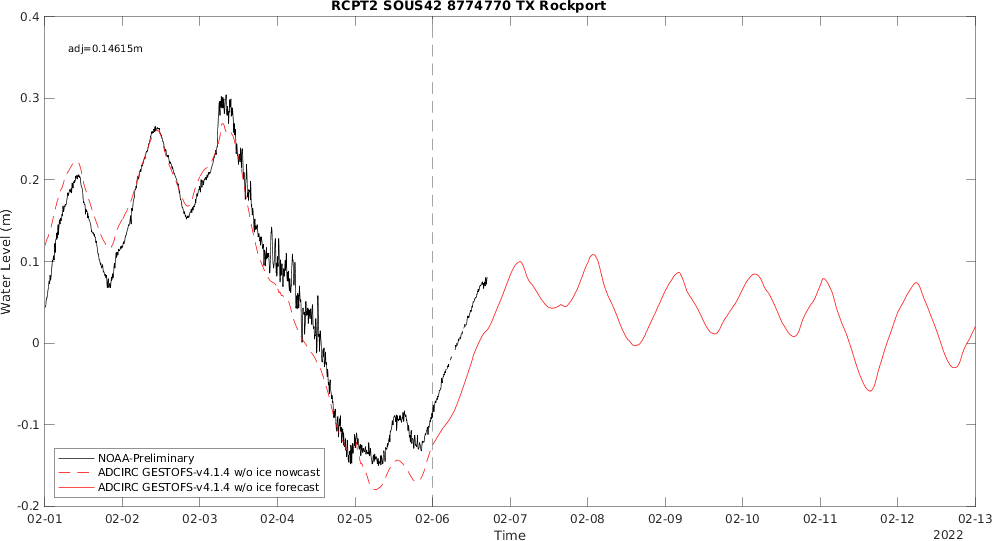 RCPT2 SOUS42 8774770 TX Rockport
adj=0.14615m
Water Level (m)
0.4
0.3
0.2
0.1
0
-0.1
-0.2
NOAA-Preliminary
ADCIRC GESTOFS-v4.1.4 w/o ice nowcast
ADCIRC GESTOFS-v4.1.4 w/o ice forecast
02-01 02-02 02-03 02-04 02-05 02-06 02-07 02-08 02-09 02-10 02-11 02-12 02-13
Time
2022